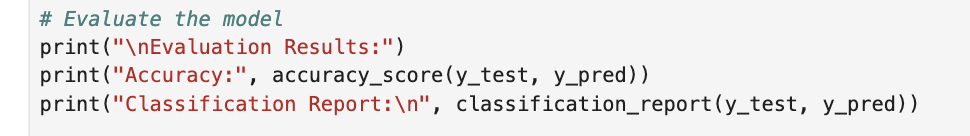 # Evaluate the model
print("\nEvaluation Results:")
print("Accuracy:", accuracy_score(y_test, y_pred))
print("Classification Report:\n", classification_report(y_test, y_pred))